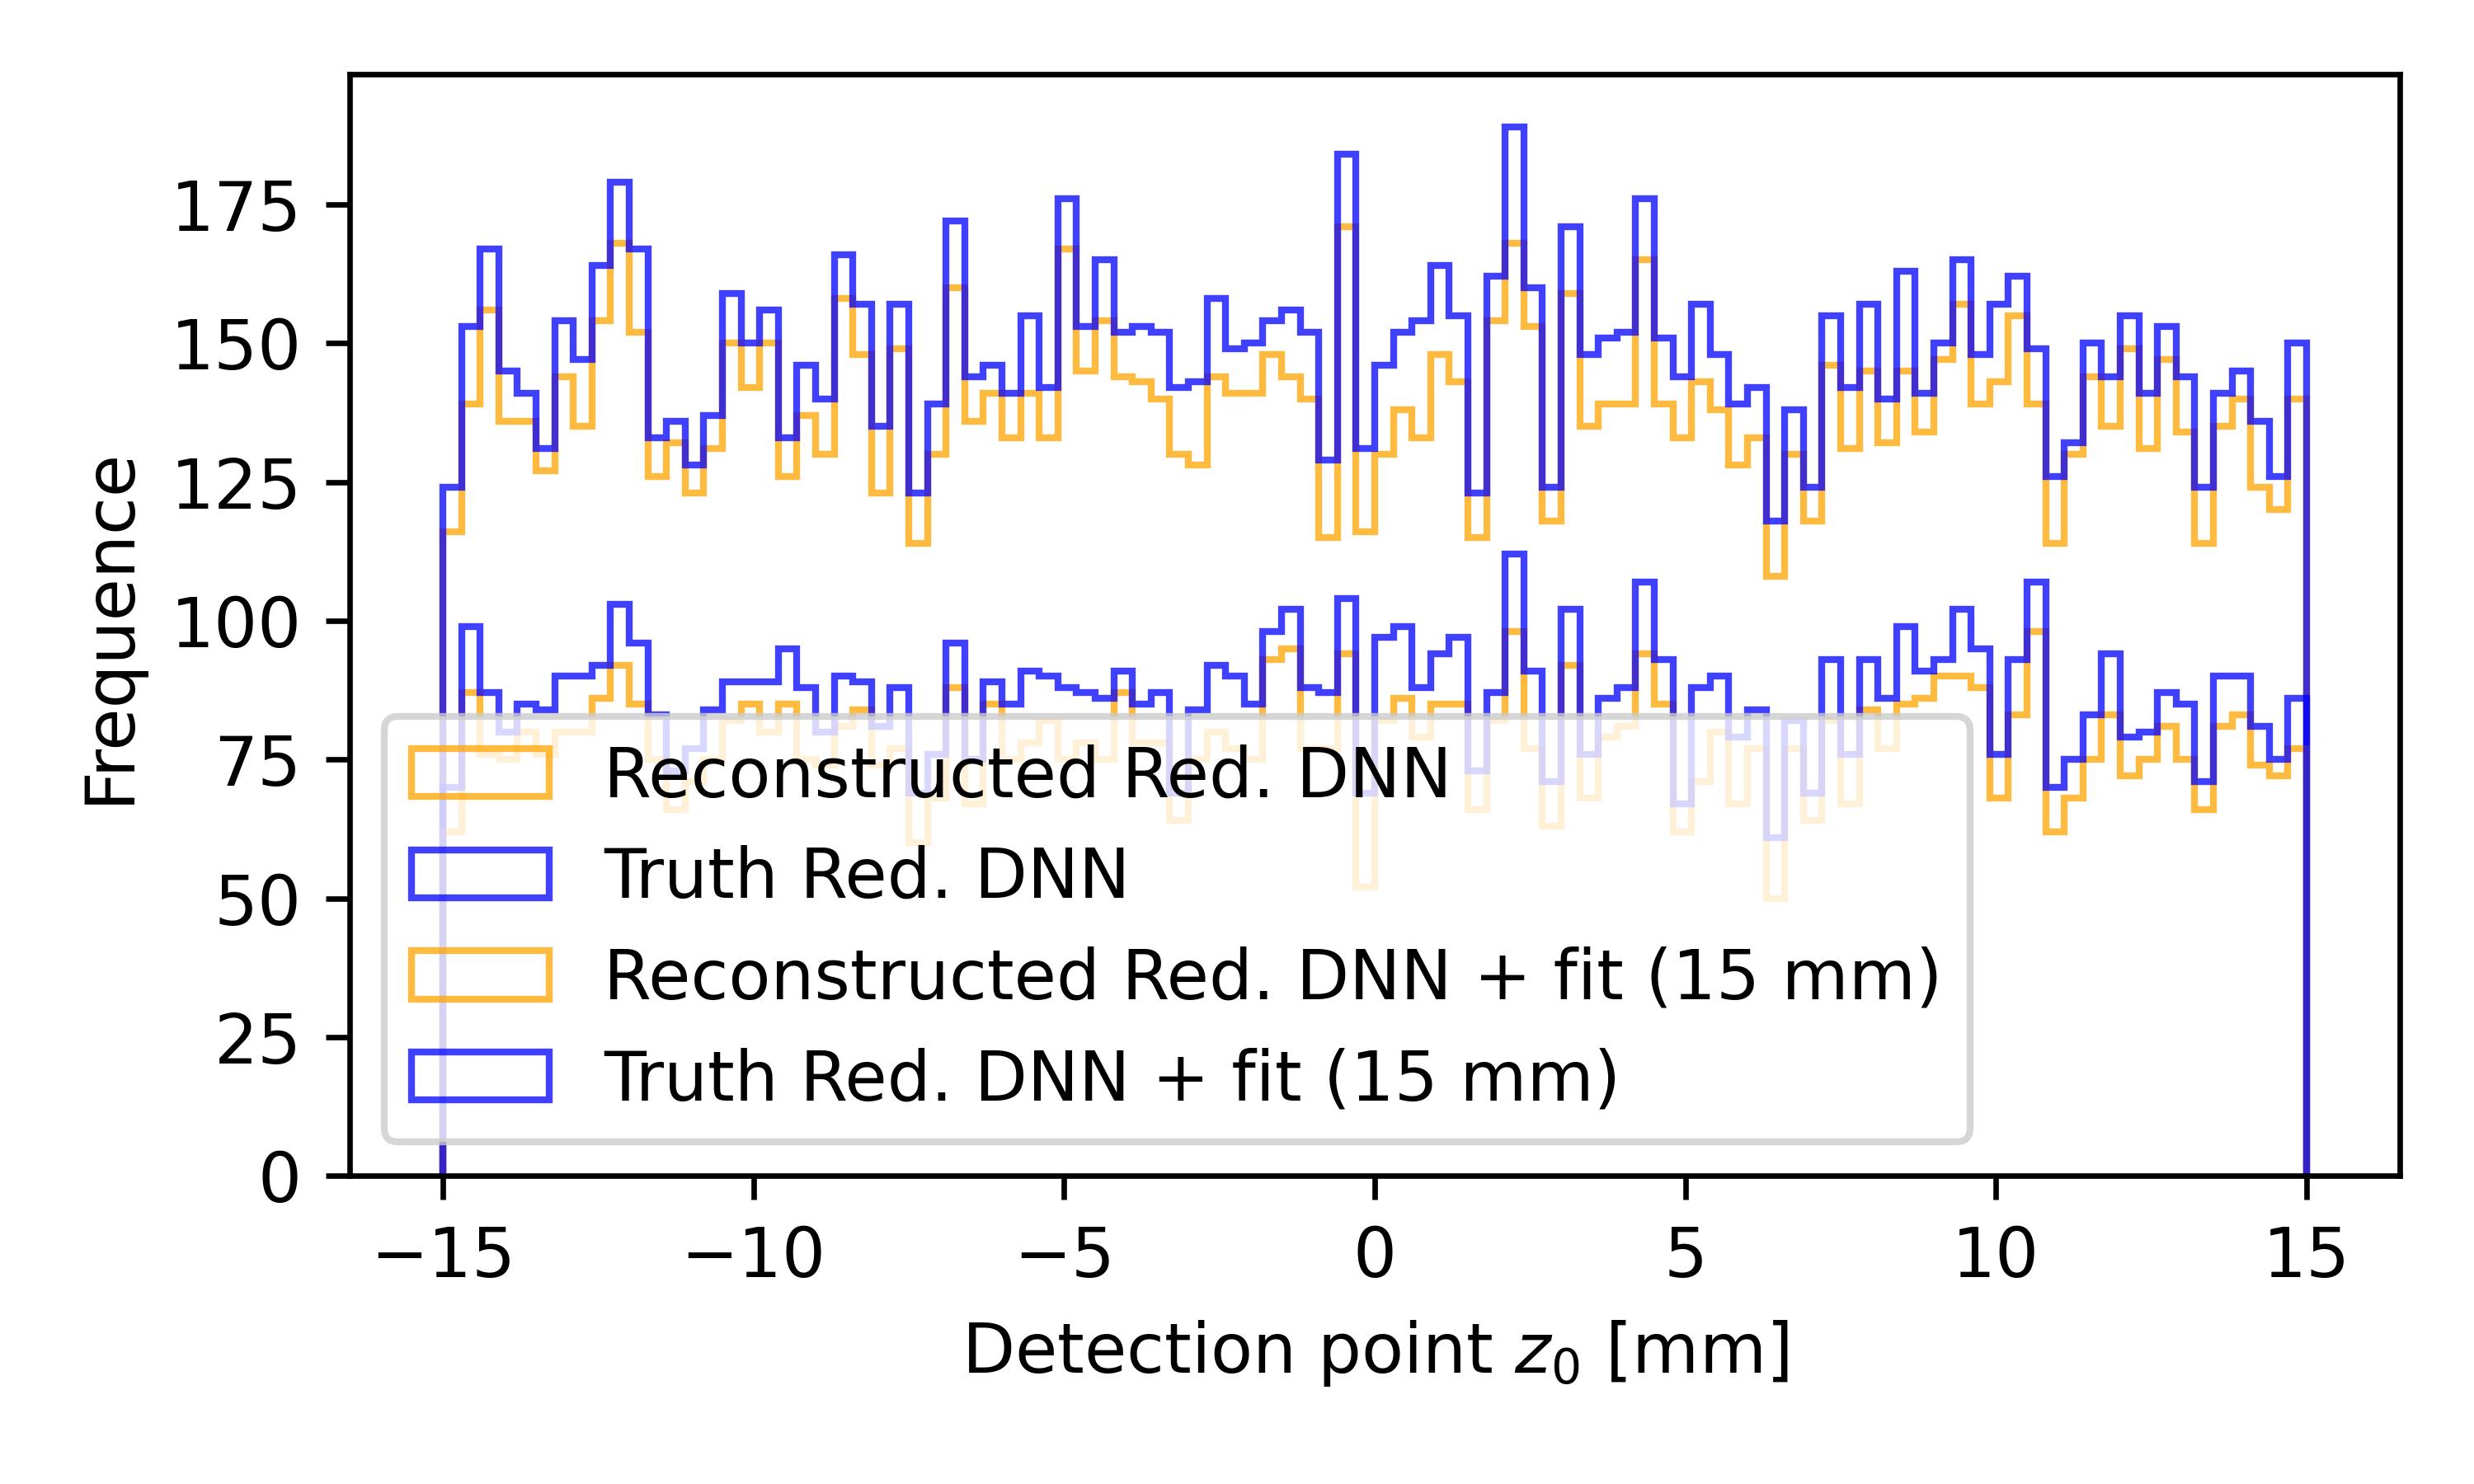 Frequence
175
150
125
100
75
50
25
0
Reconstructed Red. DNN
Truth Red. DNN
Reconstructed Red. DNN + fit (15 mm)
Truth Red. DNN + fit (15 mm)
−15 −10 −5 0 5 10 15
Detection point z₀ [mm]